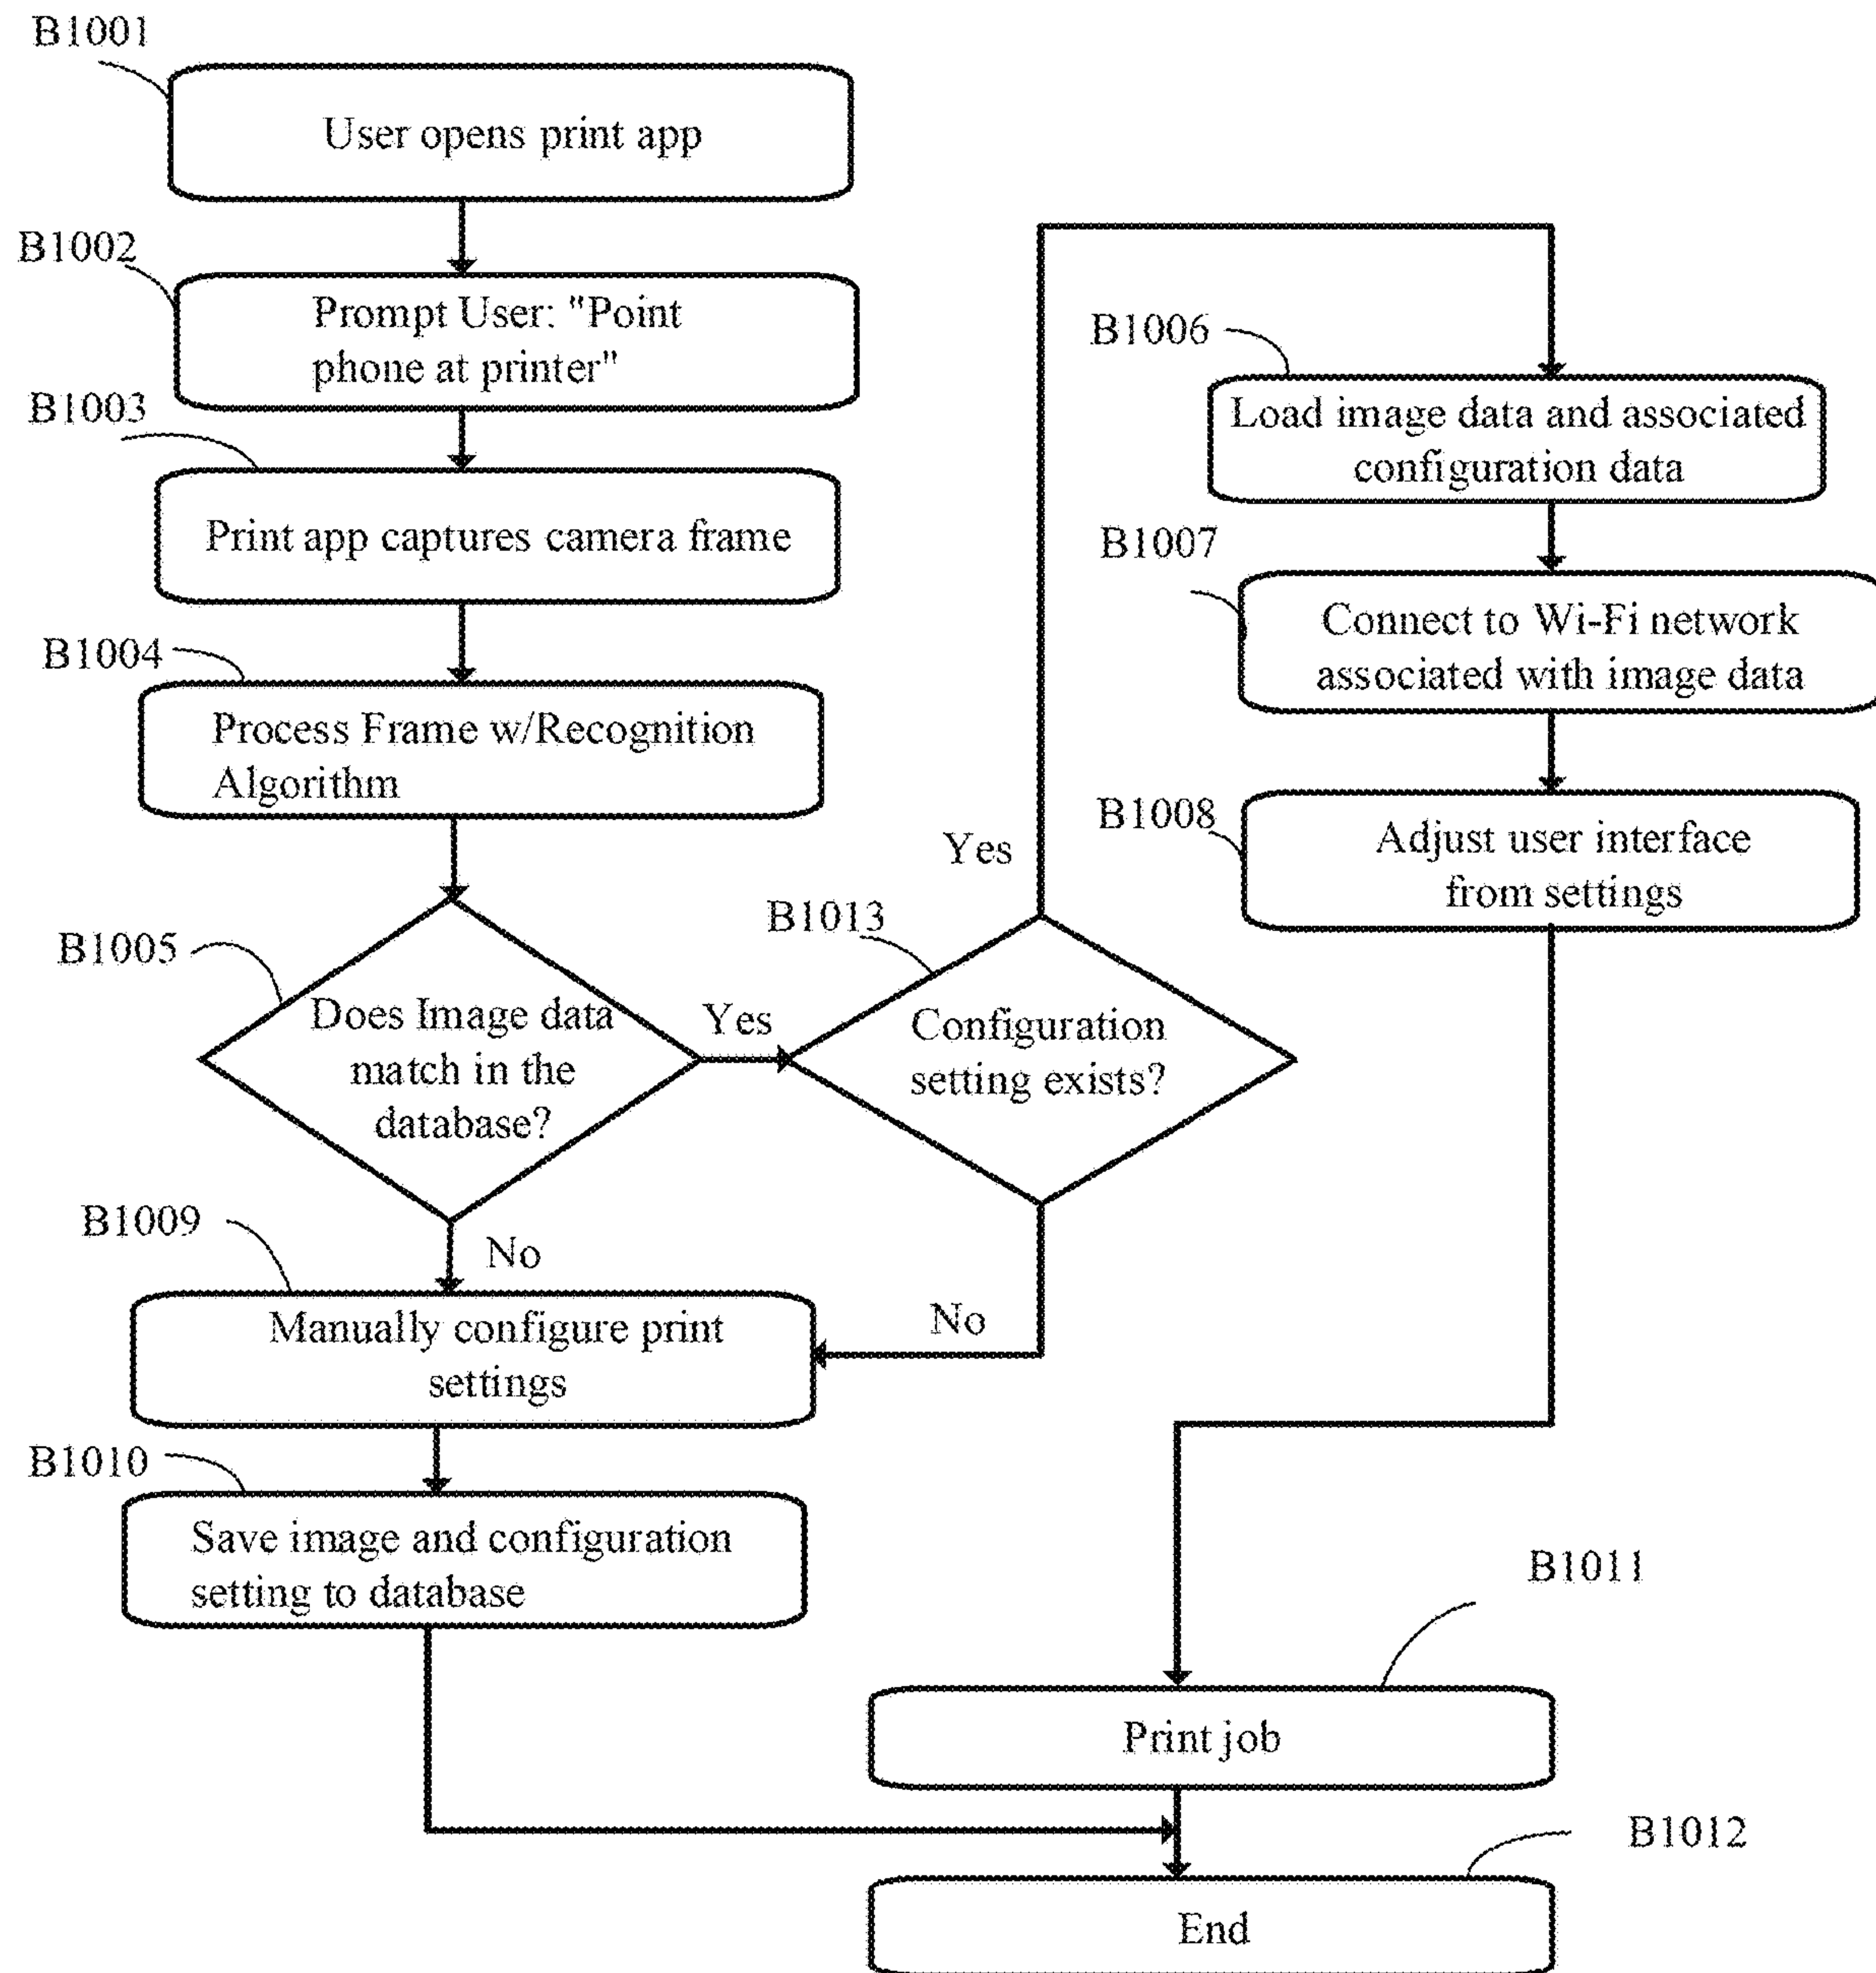 B1001
User opens print app
B1002
Prompt User: "Point
phone at printer"
B1003
Print app captures camera frame
B1004
Process Frame w/Recognition
Algorithm
B1005
Does Image data
match in the
database?
Yes
B1013
Configuration
setting exists?
Yes
No
No
B1006
Load image data and associated
configuration data
B1007
Connect to Wi-Fi network
associated with image data
B1008
Adjust user interface
from settings
B1009
Manually configure print
settings
B1010
Save image and configuration
setting to database
B1011
Print job
B1012
End